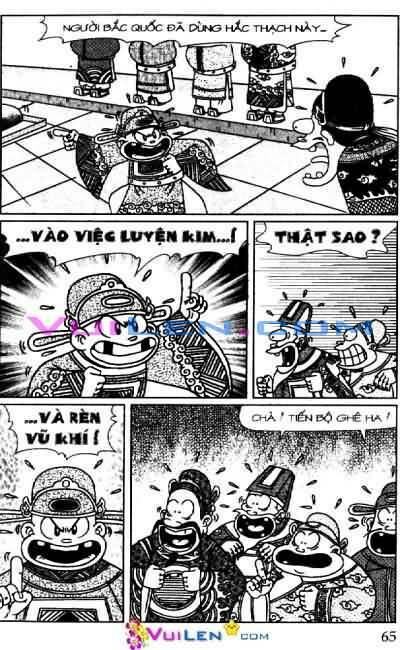 NGƯỜI BẮC QUỐC ĐÃ DÙNG HẮC THẠCH NÀY...
...VÀO VIỆC LUYỆN KIM...!
THẬT SAO ?
VuiLen.com
...VÀ RÈN
VŨ KHÍ !
CHÀ ! TIẾN BỘ GHÊ HA !
65
VuiLen.com